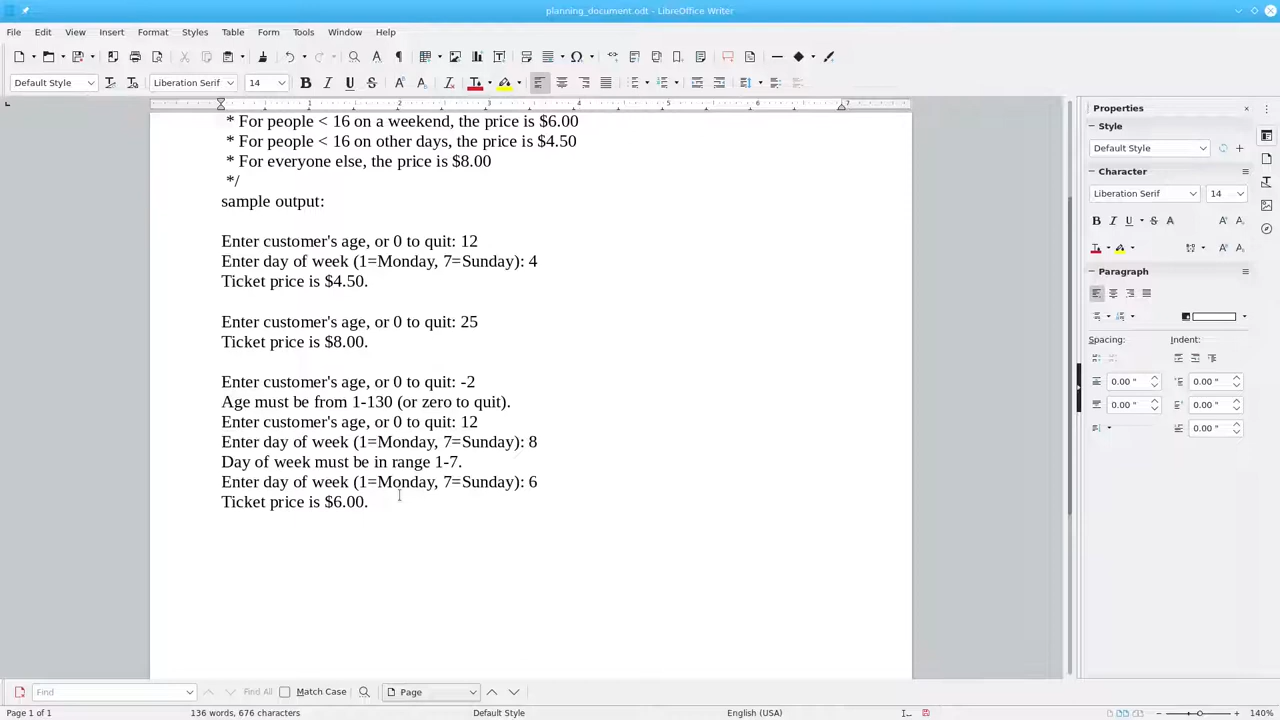 planning_document.odt - LibreOffice Writer
File Edit View Insert Format Styles Table Form Tools Window Help
Default Style Liberation Serif 14
1 2 3 4 5 6 7
* For people < 16 on a weekend, the price is $6.00
* For people < 16 on other days, the price is $4.50
* For everyone else, the price is $8.00
*/
sample output:
Enter customer's age, or 0 to quit: 12
Enter day of week (1=Monday, 7=Sunday): 4
Ticket price is $4.50.
Enter customer's age, or 0 to quit: 25
Ticket price is $8.00.
Enter customer's age, or 0 to quit: -2
Age must be from 1-130 (or zero to quit).
Enter customer's age, or 0 to quit: 12
Enter day of week (1=Monday, 7=Sunday): 8
Day of week must be in range 1-7.
Enter day of week (1=Monday, 7=Sunday): 6
Ticket price is $6.00.
Properties
Style
Default Style
Character
Liberation Serif 14
Paragraph
Spacing: Indent:
0.00 " 0.00 "
0.00 " 0.00 "
0.00 "
Find Find All Match Case Page
Page 1 of 1 136 words, 676 characters Default Style English (USA) 140%